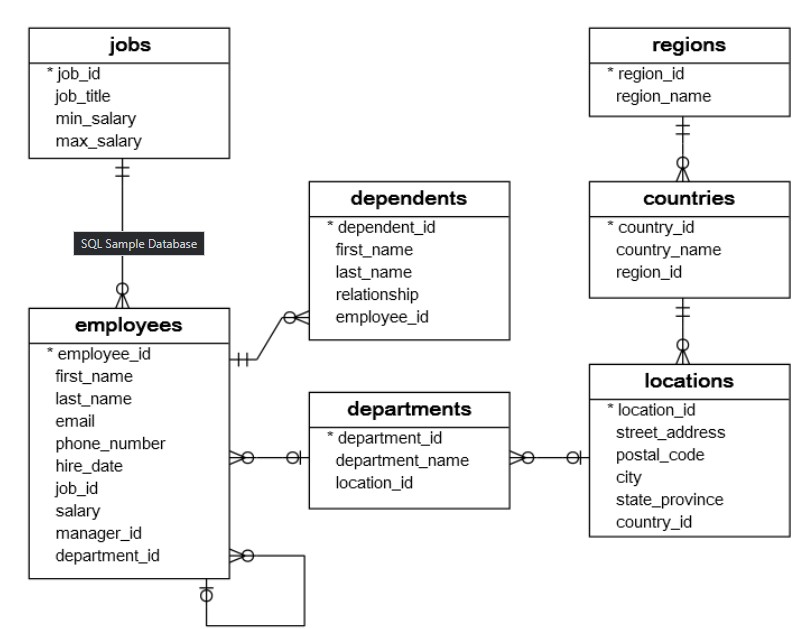 jobs
* job_id
job_title
min_salary
max_salary
regions
* region_id
region_name
dependents
* dependent_id
first_name
last_name
relationship
employee_id
countries
* country_id
country_name
region_id
SQL Sample Database
employees
* employee_id
first_name
last_name
email
phone_number
hire_date
job_id
salary
manager_id
department_id
departments
* department_id
department_name
location_id
locations
* location_id
street_address
postal_code
city
state_province
country_id